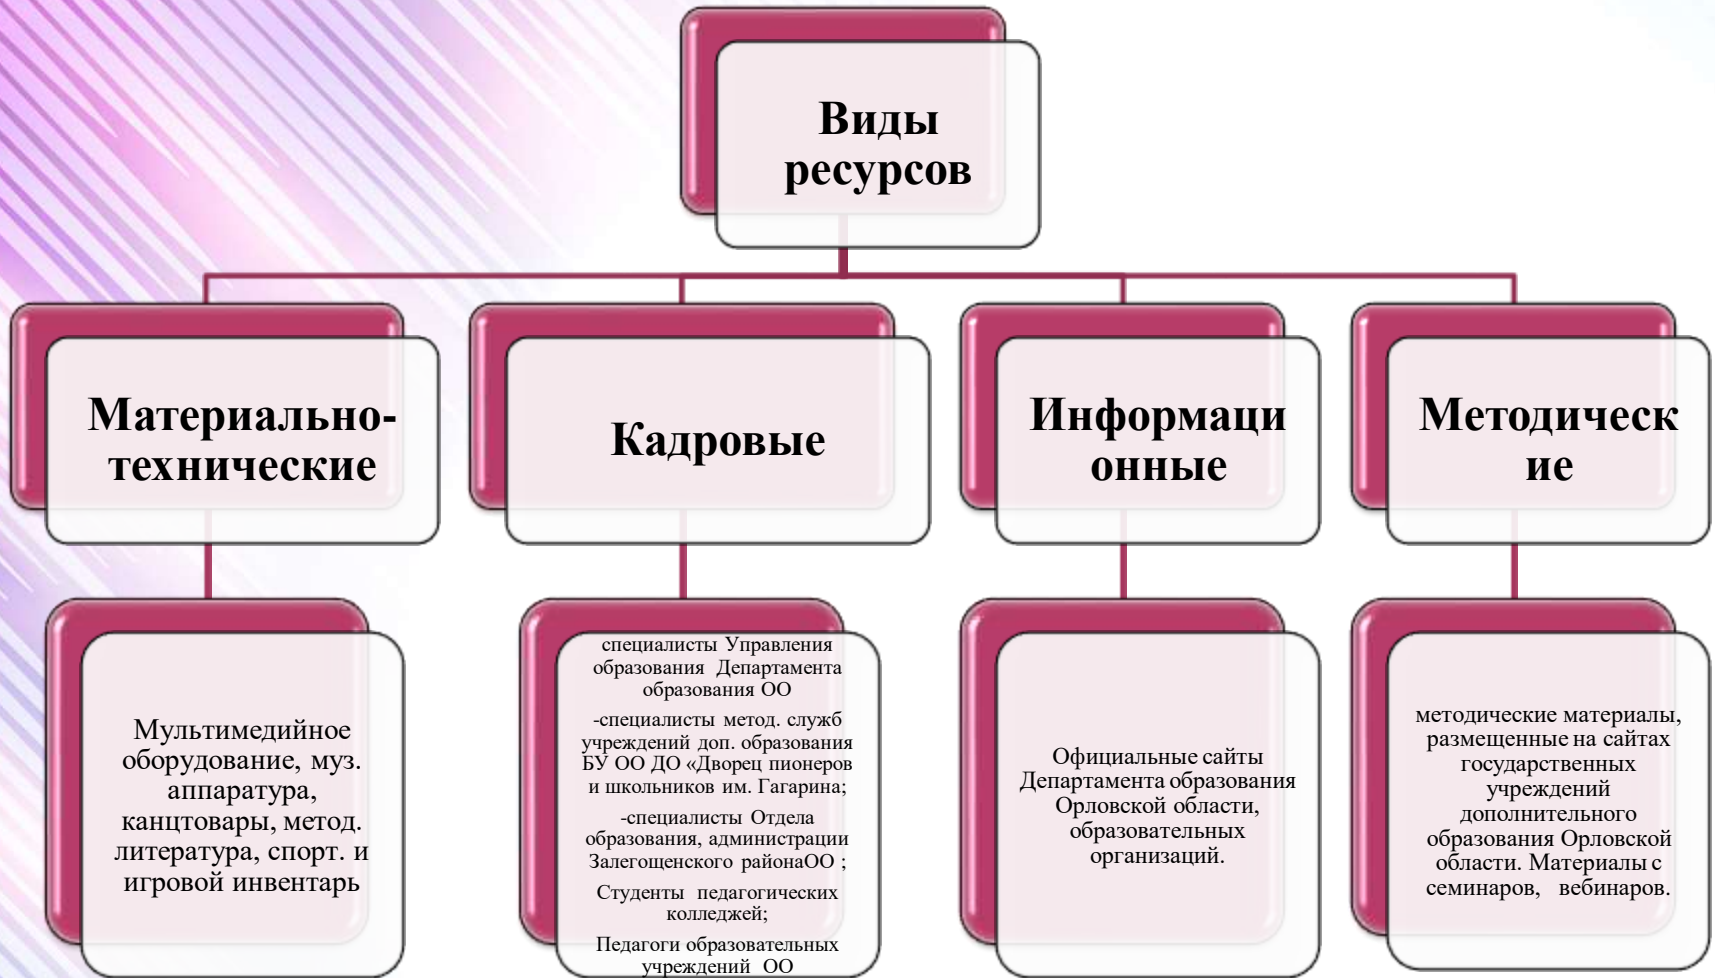 Виды
ресурсов
Материально-
технические
Кадровые
Информаци
онные
Методическ
ие
Мультимедийное
оборудование, муз.
аппаратура,
канцтовары, метод.
литература, спорт. и
игровой инвентарь
специалисты Управления
образования Департамента
образования ОО
-специалисты метод. служб
учреждений доп. образования
БУ ОО ДО «Дворец пионеров
и школьников им. Гагарина;
-специалисты Отдела
образования, администрации
Залегощенского районаОО ;
Студенты педагогических
колледжей;
Педагоги образовательных
учреждений ОО
Официальные сайты
Департамента образования
Орловской области,
образовательных
организаций.
методические материалы,
размещенные на сайтах
государственных
учреждений
дополнительного
образования Орловской
области. Материалы с
семинаров, вебинаров.